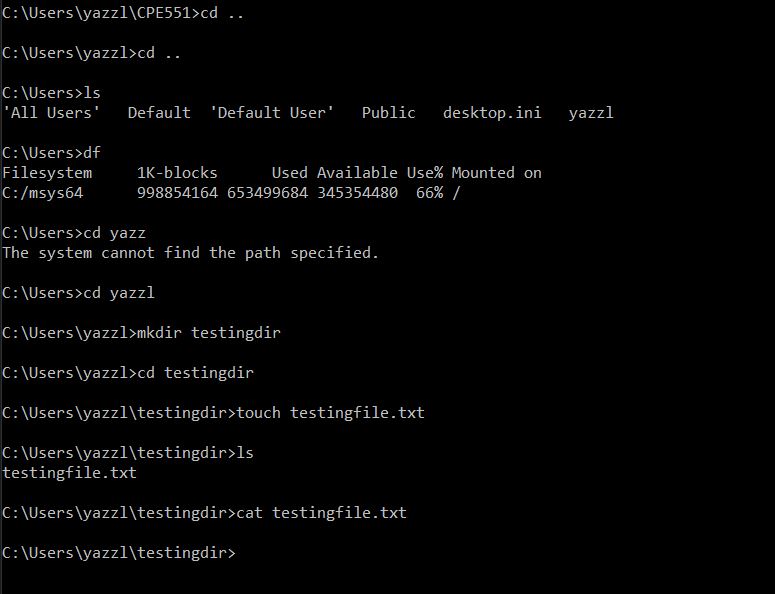 C:\Users\yazzl\CPE551>cd ..
C:\Users\yazzl>cd ..
C:\Users>ls
'All Users'   Default  'Default User'   Public   desktop.ini   yazzl
C:\Users>df
Filesystem     1K-blocks      Used Available Use% Mounted on
C:/msys64      998854164 653499684 345354480  66% /
C:\Users>cd yazz
The system cannot find the path specified.
C:\Users>cd yazzl
C:\Users\yazzl>mkdir testingdir
C:\Users\yazzl>cd testingdir
C:\Users\yazzl\testingdir>touch testingfile.txt
C:\Users\yazzl\testingdir>ls
testingfile.txt
C:\Users\yazzl\testingdir>cat testingfile.txt
C:\Users\yazzl\testingdir>